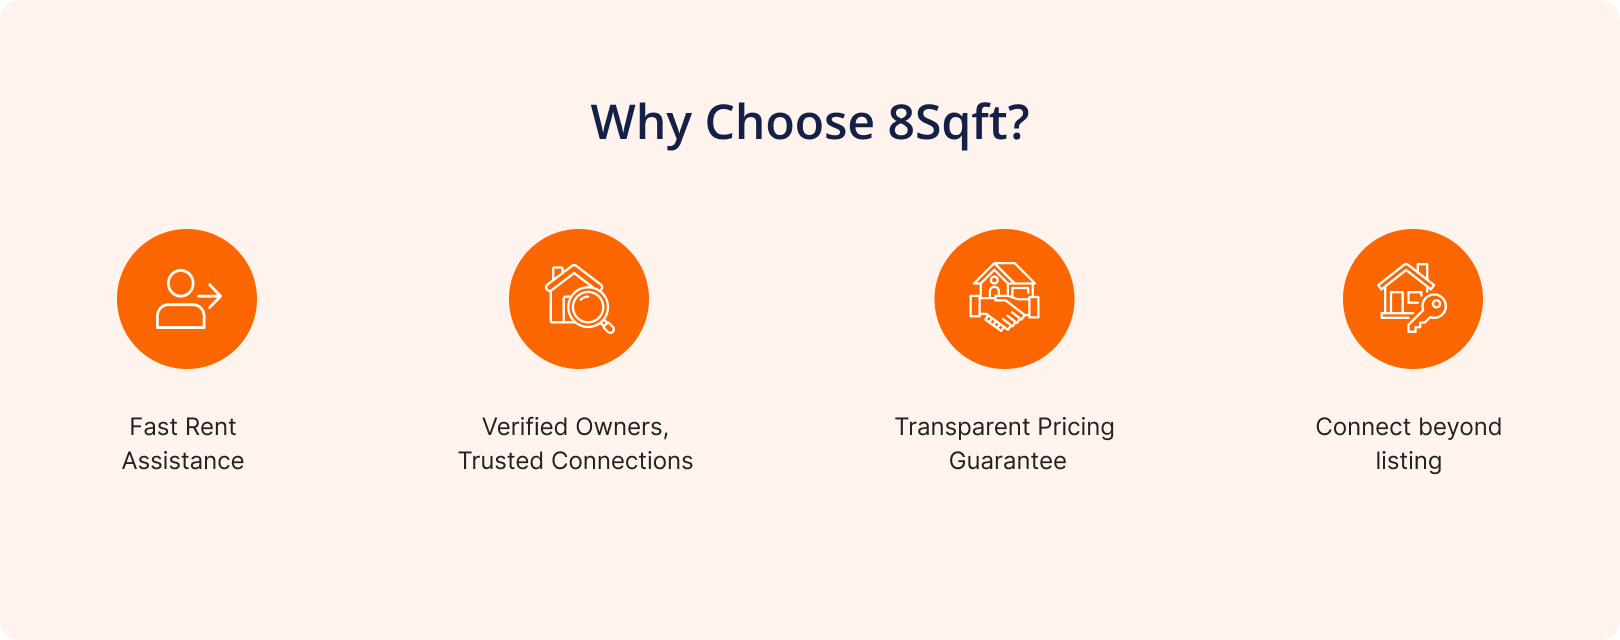 Why Choose 8Sqft?
Fast Rent
Assistance
Verified Owners,
Trusted Connections
Transparent Pricing
Guarantee
Connect beyond
listing